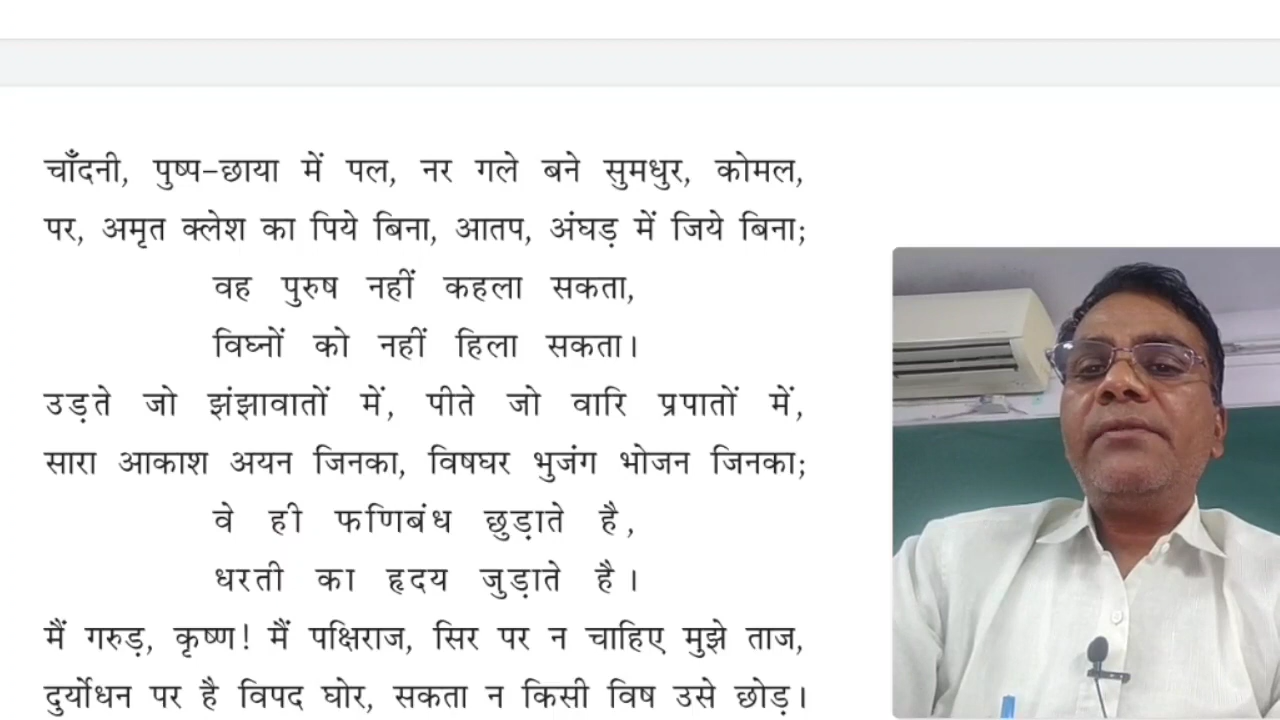 चाँदनी, पुष्प-छाया में पल, नर गले बने सुमधुर, कोमल,
पर, अमृत क्लेश का पिये बिना, आतप, अंघड़ में जिये बिना;
वह पुरुष नहीं कहला सकता,
विघ्नों को नहीं हिला सकता।
उड़ते जो झंझावातों में, पीते जो वारि प्रपातों में,
सारा आकाश अयन जिनका, विषघर भुजंग भोजन जिनका;
वे ही फणिबंध छुड़ाते है,
धरती का हृदय जुड़ाते है।
मैं गरुड़, कृष्ण! मैं पक्षिराज, सिर पर न चाहिए मुझे ताज,
दुर्योधन पर है विपद घोर, सकता न किसी विष उसे छोड़।